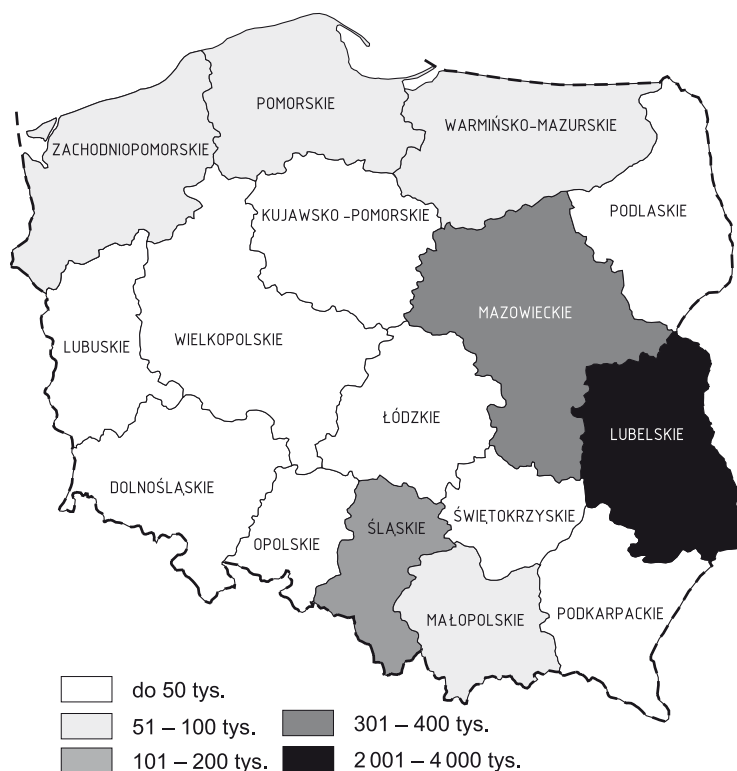 POMORSKIE
WARMIŃSKO-MAZURSKIE
ZACHODNIOPOMORSKIE
KUJAWSKO -POMORSKIE
PODLASKIE
MAZOWIECKIE
LUBUSKIE
WIELKOPOLSKIE
ŁÓDZKIE
LUBELSKIE
DOLNOŚLĄSKIE
ŚWIĘTOKRZYSKIE
OPOLSKIE
ŚLĄSKIE
MAŁOPOLSKIE
PODKARPACKIE
do 50 tys.
51 – 100 tys.
101 – 200 tys.
301 – 400 tys.
2 001 – 4 000 tys.